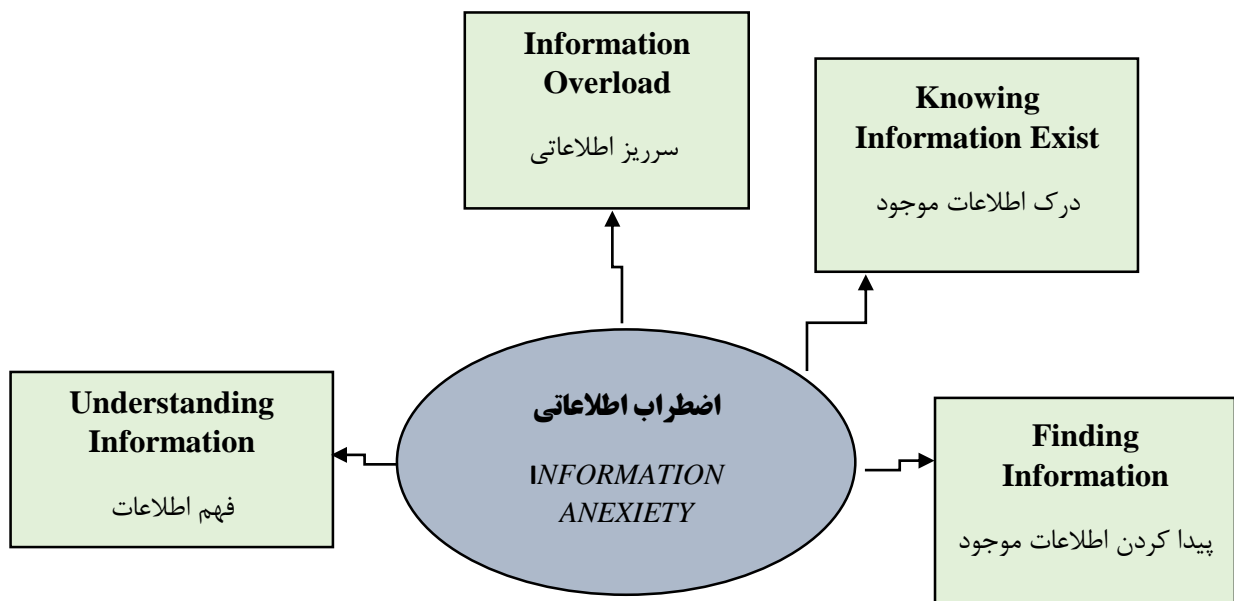 Information
Overload
سرریز اطلاعاتی
Knowing
Information Exist
درک اطلاعات موجود
Understanding
Information
فهم اطلاعات
اضطراب اطلاعاتی
INFORMATION
ANEXIETY
Finding
Information
پیدا کردن اطلاعات موجود